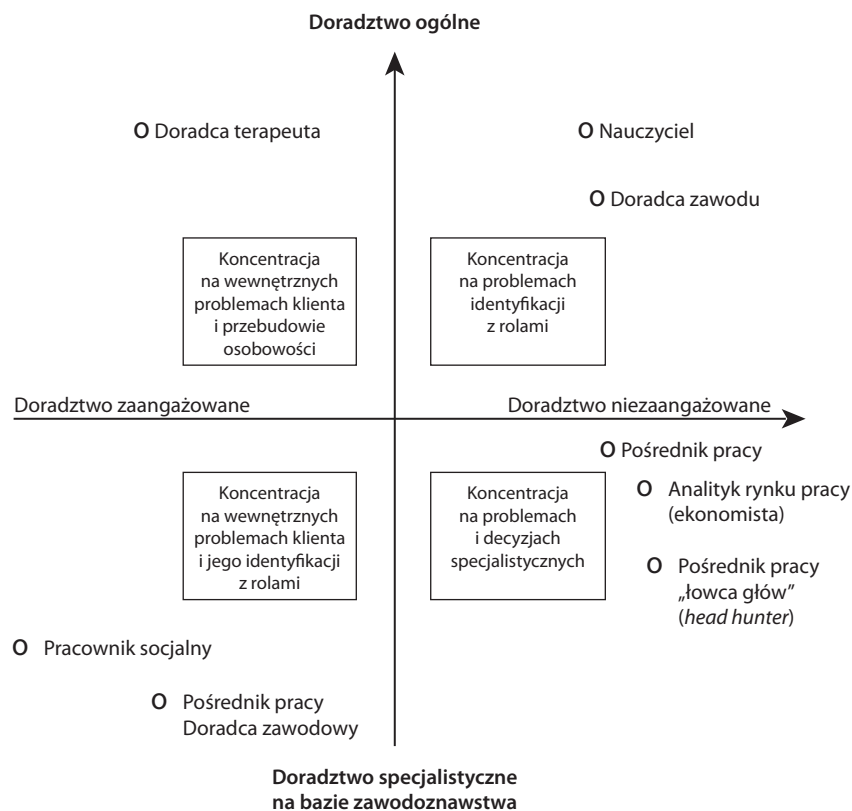 Doradztwo ogólne
O Doradca terapeuta
O Nauczyciel
O Doradca zawodu
Koncentracja
na wewnętrznych
problemach klienta
i przebudowie
osobowości
Koncentracja
na problemach
identyfikacji
z rolami
Doradztwo zaangażowane
Doradztwo niezaangażowane
O Pośrednik pracy
Koncentracja
na wewnętrznych
problemach klienta
i jego identyfikacji
z rolami
Koncentracja
na problemach
i decyzjach
specjalistycznych
O Analityk rynku pracy
(ekonomista)
O Pośrednik pracy
„łowca głów”
(head hunter)
O Pracownik socjalny
O Pośrednik pracy
Doradca zawodowy
Doradztwo specjalistyczne
na bazie zawodoznawstwa